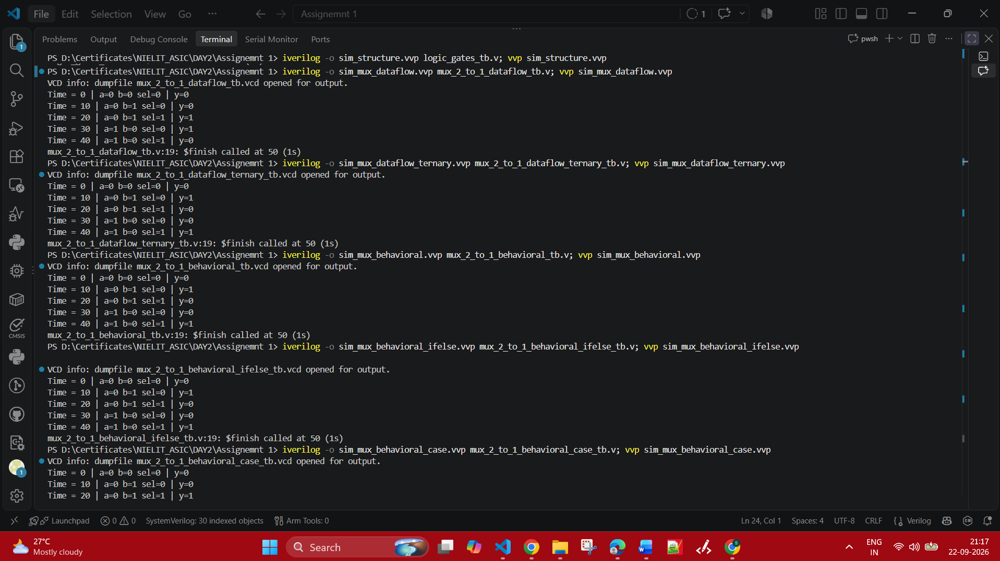 File Edit Selection View Go ··· Assignemnt 1 1
Problems Output Debug Console Terminal Serial Monitor Ports pwsh
PS D:\Certificates\NIELIT_ASIC\DAY2\Assignemnt 1> iverilog -o sim_structure.vvp logic_gates_tb.v; vvp sim_structure.vvp
PS D:\Certificates\NIELIT_ASIC\DAY2\Assignemnt 1> iverilog -o sim_mux_dataflow.vvp mux_2_to_1_dataflow_tb.v; vvp sim_mux_dataflow.vvp
VCD info: dumpfile mux_2_to_1_dataflow_tb.vcd opened for output.
Time = 0 | a=0 b=0 sel=0 | y=0
Time = 10 | a=0 b=1 sel=0 | y=0
Time = 20 | a=0 b=1 sel=1 | y=1
Time = 30 | a=1 b=0 sel=0 | y=1
Time = 40 | a=1 b=0 sel=1 | y=0
mux_2_to_1_dataflow_tb.v:19: $finish called at 50 (1s)
PS D:\Certificates\NIELIT_ASIC\DAY2\Assignemnt 1> iverilog -o sim_mux_dataflow_ternary.vvp mux_2_to_1_dataflow_ternary_tb.v; vvp sim_mux_dataflow_ternary.vvp
VCD info: dumpfile mux_2_to_1_dataflow_ternary_tb.vcd opened for output.
Time = 0 | a=0 b=0 sel=0 | y=0
Time = 10 | a=0 b=1 sel=0 | y=1
Time = 20 | a=0 b=1 sel=1 | y=0
Time = 30 | a=1 b=0 sel=0 | y=0
Time = 40 | a=1 b=0 sel=1 | y=1
mux_2_to_1_dataflow_ternary_tb.v:19: $finish called at 50 (1s)
PS D:\Certificates\NIELIT_ASIC\DAY2\Assignemnt 1> iverilog -o sim_mux_behavioral.vvp mux_2_to_1_behavioral_tb.v; vvp sim_mux_behavioral.vvp
VCD info: dumpfile mux_2_to_1_behavioral_tb.vcd opened for output.
Time = 0 | a=0 b=0 sel=0 | y=0
Time = 10 | a=0 b=1 sel=0 | y=1
Time = 20 | a=0 b=1 sel=1 | y=0
Time = 30 | a=1 b=0 sel=0 | y=0
Time = 40 | a=1 b=0 sel=1 | y=1
mux_2_to_1_behavioral_tb.v:19: $finish called at 50 (1s)
PS D:\Certificates\NIELIT_ASIC\DAY2\Assignemnt 1> iverilog -o sim_mux_behavioral_ifelse.vvp mux_2_to_1_behavioral_ifelse_tb.v; vvp sim_mux_behavioral_ifelse.vvp
VCD info: dumpfile mux_2_to_1_behavioral_ifelse_tb.vcd opened for output.
Time = 0 | a=0 b=0 sel=0 | y=0
Time = 10 | a=0 b=1 sel=0 | y=1
Time = 20 | a=0 b=1 sel=1 | y=0
Time = 30 | a=1 b=0 sel=0 | y=0
Time = 40 | a=1 b=0 sel=1 | y=1
mux_2_to_1_behavioral_ifelse_tb.v:19: $finish called at 50 (1s)
PS D:\Certificates\NIELIT_ASIC\DAY2\Assignemnt 1> iverilog -o sim_mux_behavioral_case.vvp mux_2_to_1_behavioral_case_tb.v; vvp sim_mux_behavioral_case.vvp
VCD info: dumpfile mux_2_to_1_behavioral_case_tb.vcd opened for output.
Time = 0 | a=0 b=0 sel=0 | y=0
Time = 10 | a=0 b=1 sel=0 | y=0
Time = 20 | a=0 b=1 sel=1 | y=1
1
CMSIS
1
Launchpad 0 0 SystemVerilog: 30 indexed objects Arm Tools: 0 Ln 24, Col 1 Spaces: 4 UTF-8 CRLF {} Verilog
27°C
Mostly cloudy
Search
ENG
IN
21:17
22-09-2026